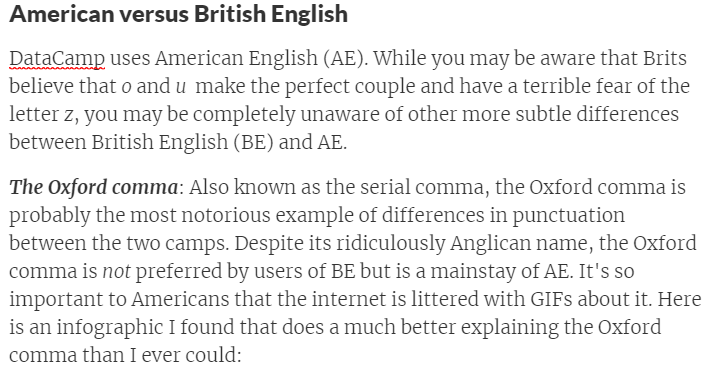 American versus British English
DataCamp uses American English (AE). While you may be aware that Brits
believe that o and u make the perfect couple and have a terrible fear of the
letter z, you may be completely unaware of other more subtle differences
between British English (BE) and AE.
The Oxford comma: Also known as the serial comma, the Oxford comma is
probably the most notorious example of differences in punctuation
between the two camps. Despite its ridiculously Anglican name, the Oxford
comma is not preferred by users of BE but is a mainstay of AE. It's so
important to Americans that the internet is littered with GIFs about it. Here
is an infographic I found that does a much better explaining the Oxford
comma than I ever could: